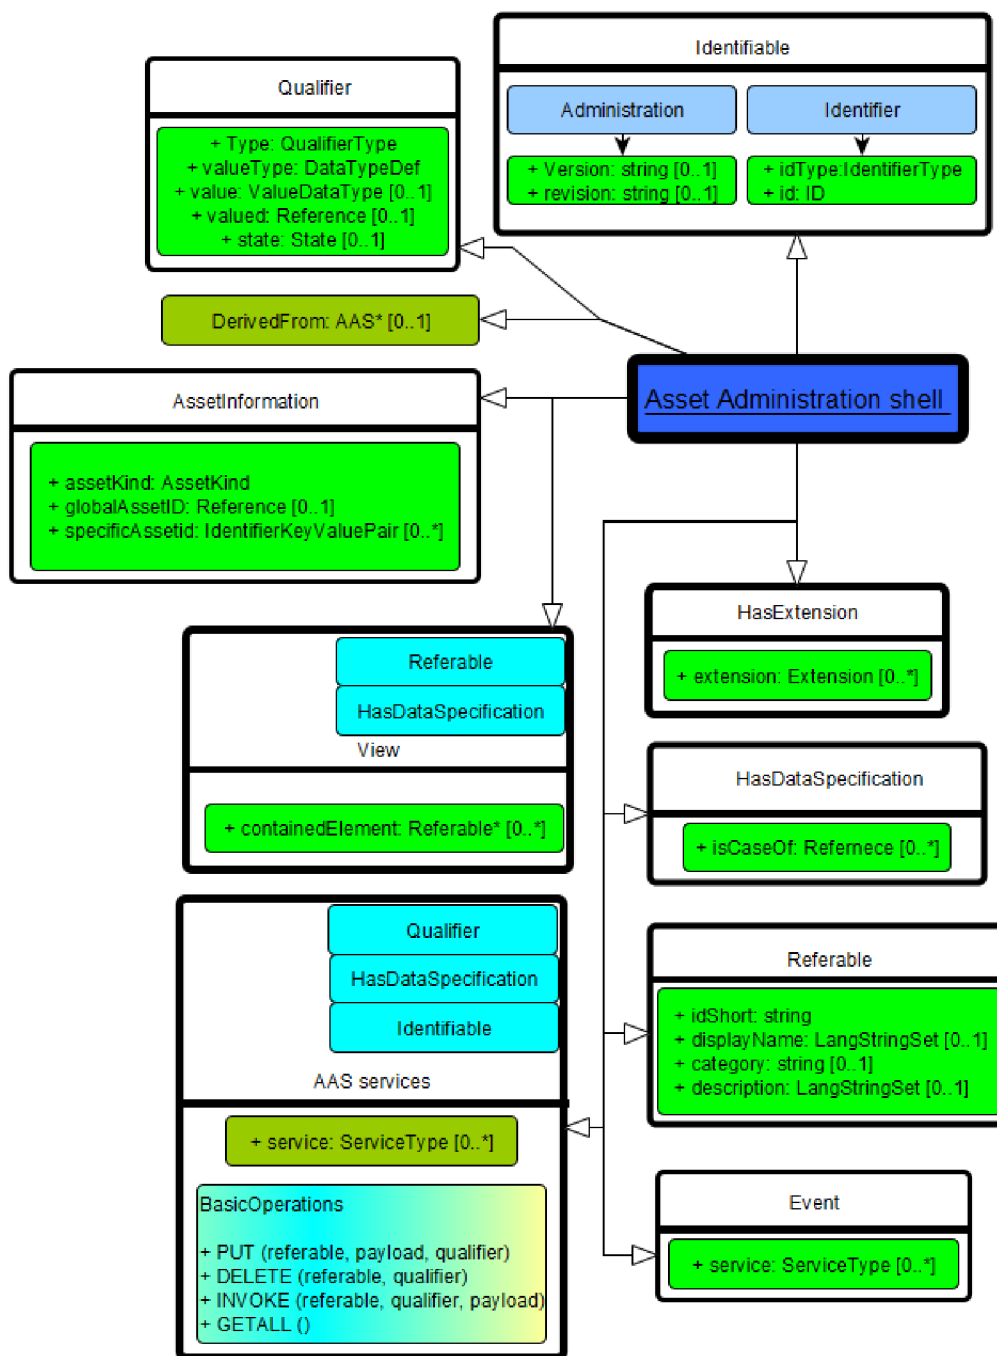 Identifiable
Administration
Identifier
+ Version: string [0..1]
+ revision: string [0..1]
+ idType:IdentifierType
+ id: ID
Qualifier
+ Type: QualifierType
+ valueType: DataTypeDef
+ value: ValueDataType [0..1]
+ valued: Reference [0..1]
+ state: State [0..1]
DerivedFrom: AAS* [0..1]
Asset Administration shell
AssetInformation
+ assetKind: AssetKind
+ globalAssetID: Reference [0..1]
+ specificAssetid: IdentifierKeyValuePair [0..*]
HasExtension
+ extension: Extension [0..*]
Referable
HasDataSpecification
View
+ containedElement: Referable* [0..*]
HasDataSpecification
+ isCaseOf: Refernece [0..*]
Qualifier
HasDataSpecification
Identifiable
AAS services
+ service: ServiceType [0..*]
BasicOperations
+ PUT (referable, payload, qualifier)
+ DELETE (referable, qualifier)
+ INVOKE (referable, qualifier, payload)
+ GETALL ()
Referable
+ idShort: string
+ displayName: LangStringSet [0..1]
+ category: string [0..1]
+ description: LangStringSet [0..1]
Event
+ service: ServiceType [0..*]